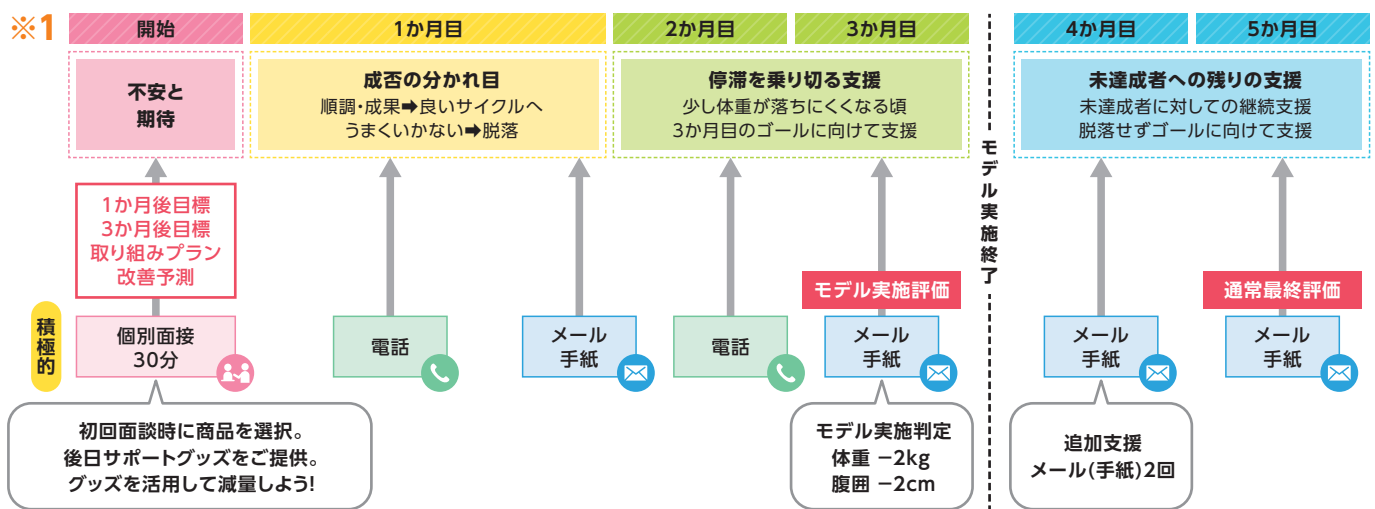 ※1
開始
1か月目
2か月目
3か月目
4か月目
5か月目
不安と
期待
成否の分かれ目
順調・成果➡良いサイクルへ
うまくいかない➡脱落
停滞を乗り切る支援
少し体重が落ちにくくなる頃
3か月目のゴールに向けて支援
モデル実施終了
未達成者への残りの支援
未達成者に対しての継続支援
脱落せずゴールに向けて支援
1か月後目標
3か月後目標
取り組みプラン
改善予測
モデル実施評価
通常最終評価
積極的
個別面接
30分
電話
メール
手紙
電話
メール
手紙
メール
手紙
メール
手紙
初回面談時に商品を選択。
後日サポートグッズをご提供。
グッズを活用して減量しよう!
モデル実施判定
体重 −2kg
腹囲 −2cm
追加支援
メール(手紙)2回